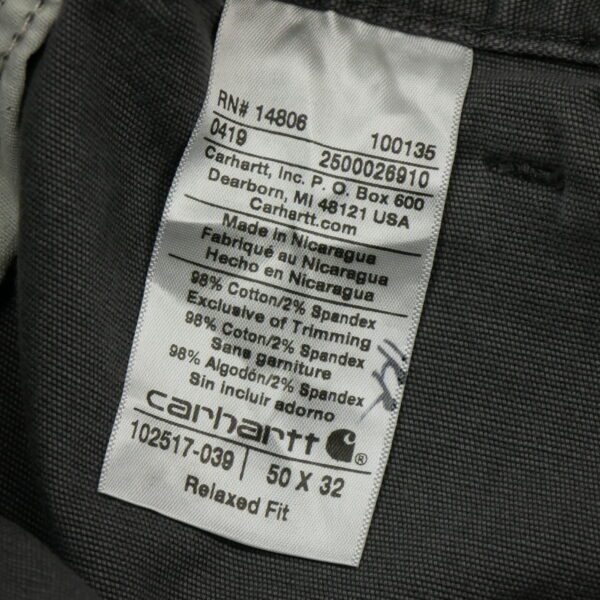 RN# 14806 100135
0419 2500026910
Carhartt, Inc. P. O. Box 600
Dearborn, MI 48121 USA
Carhartt.com
Made in Nicaragua
Fabriqué au Nicaragua
Hecho en Nicaragua
98% Cotton/2% Spandex
Exclusive of Trimming
98% Coton/2% Spandex
Sans garniture
98% Algodón/2% Spandex
Sin incluir adorno
carhartt ®
102517-039 50 X 32
Relaxed Fit